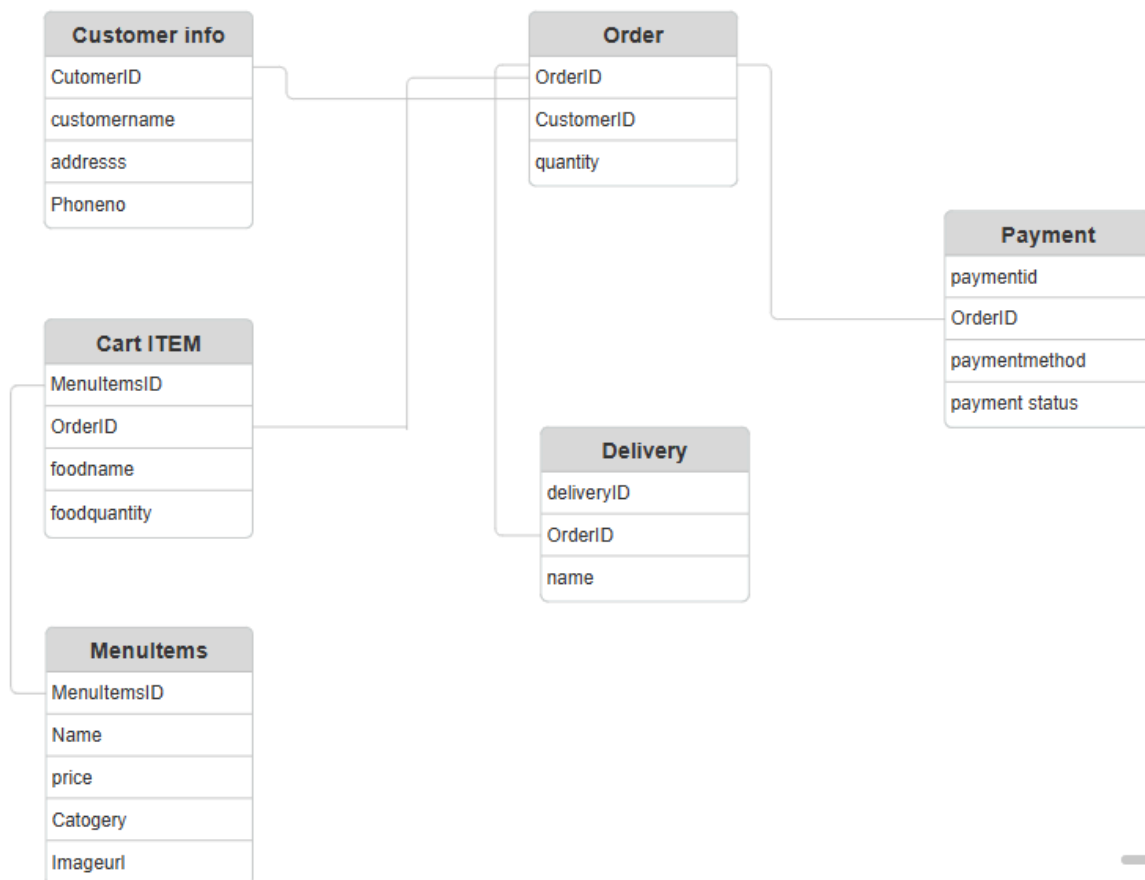 Customer info
CutomerID
customername
addresss
Phoneno
Order
OrderID
CustomerID
quantity
Payment
paymentid
OrderID
paymentmethod
payment status
Cart ITEM
MenuItemsID
OrderID
foodname
foodquantity
Delivery
deliveryID
OrderID
name
MenuItems
MenuItemsID
Name
price
Catogery
Imageurl